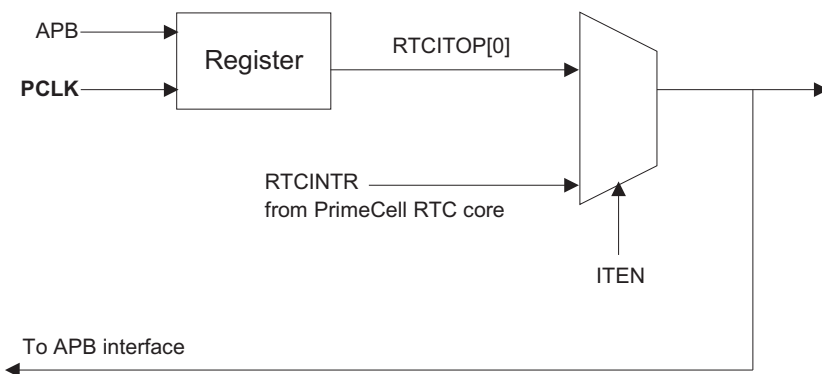 APB
PCLK
Register
RTCITOP[0]
RTCINTR
from PrimeCell RTC core
ITEN
To APB interface